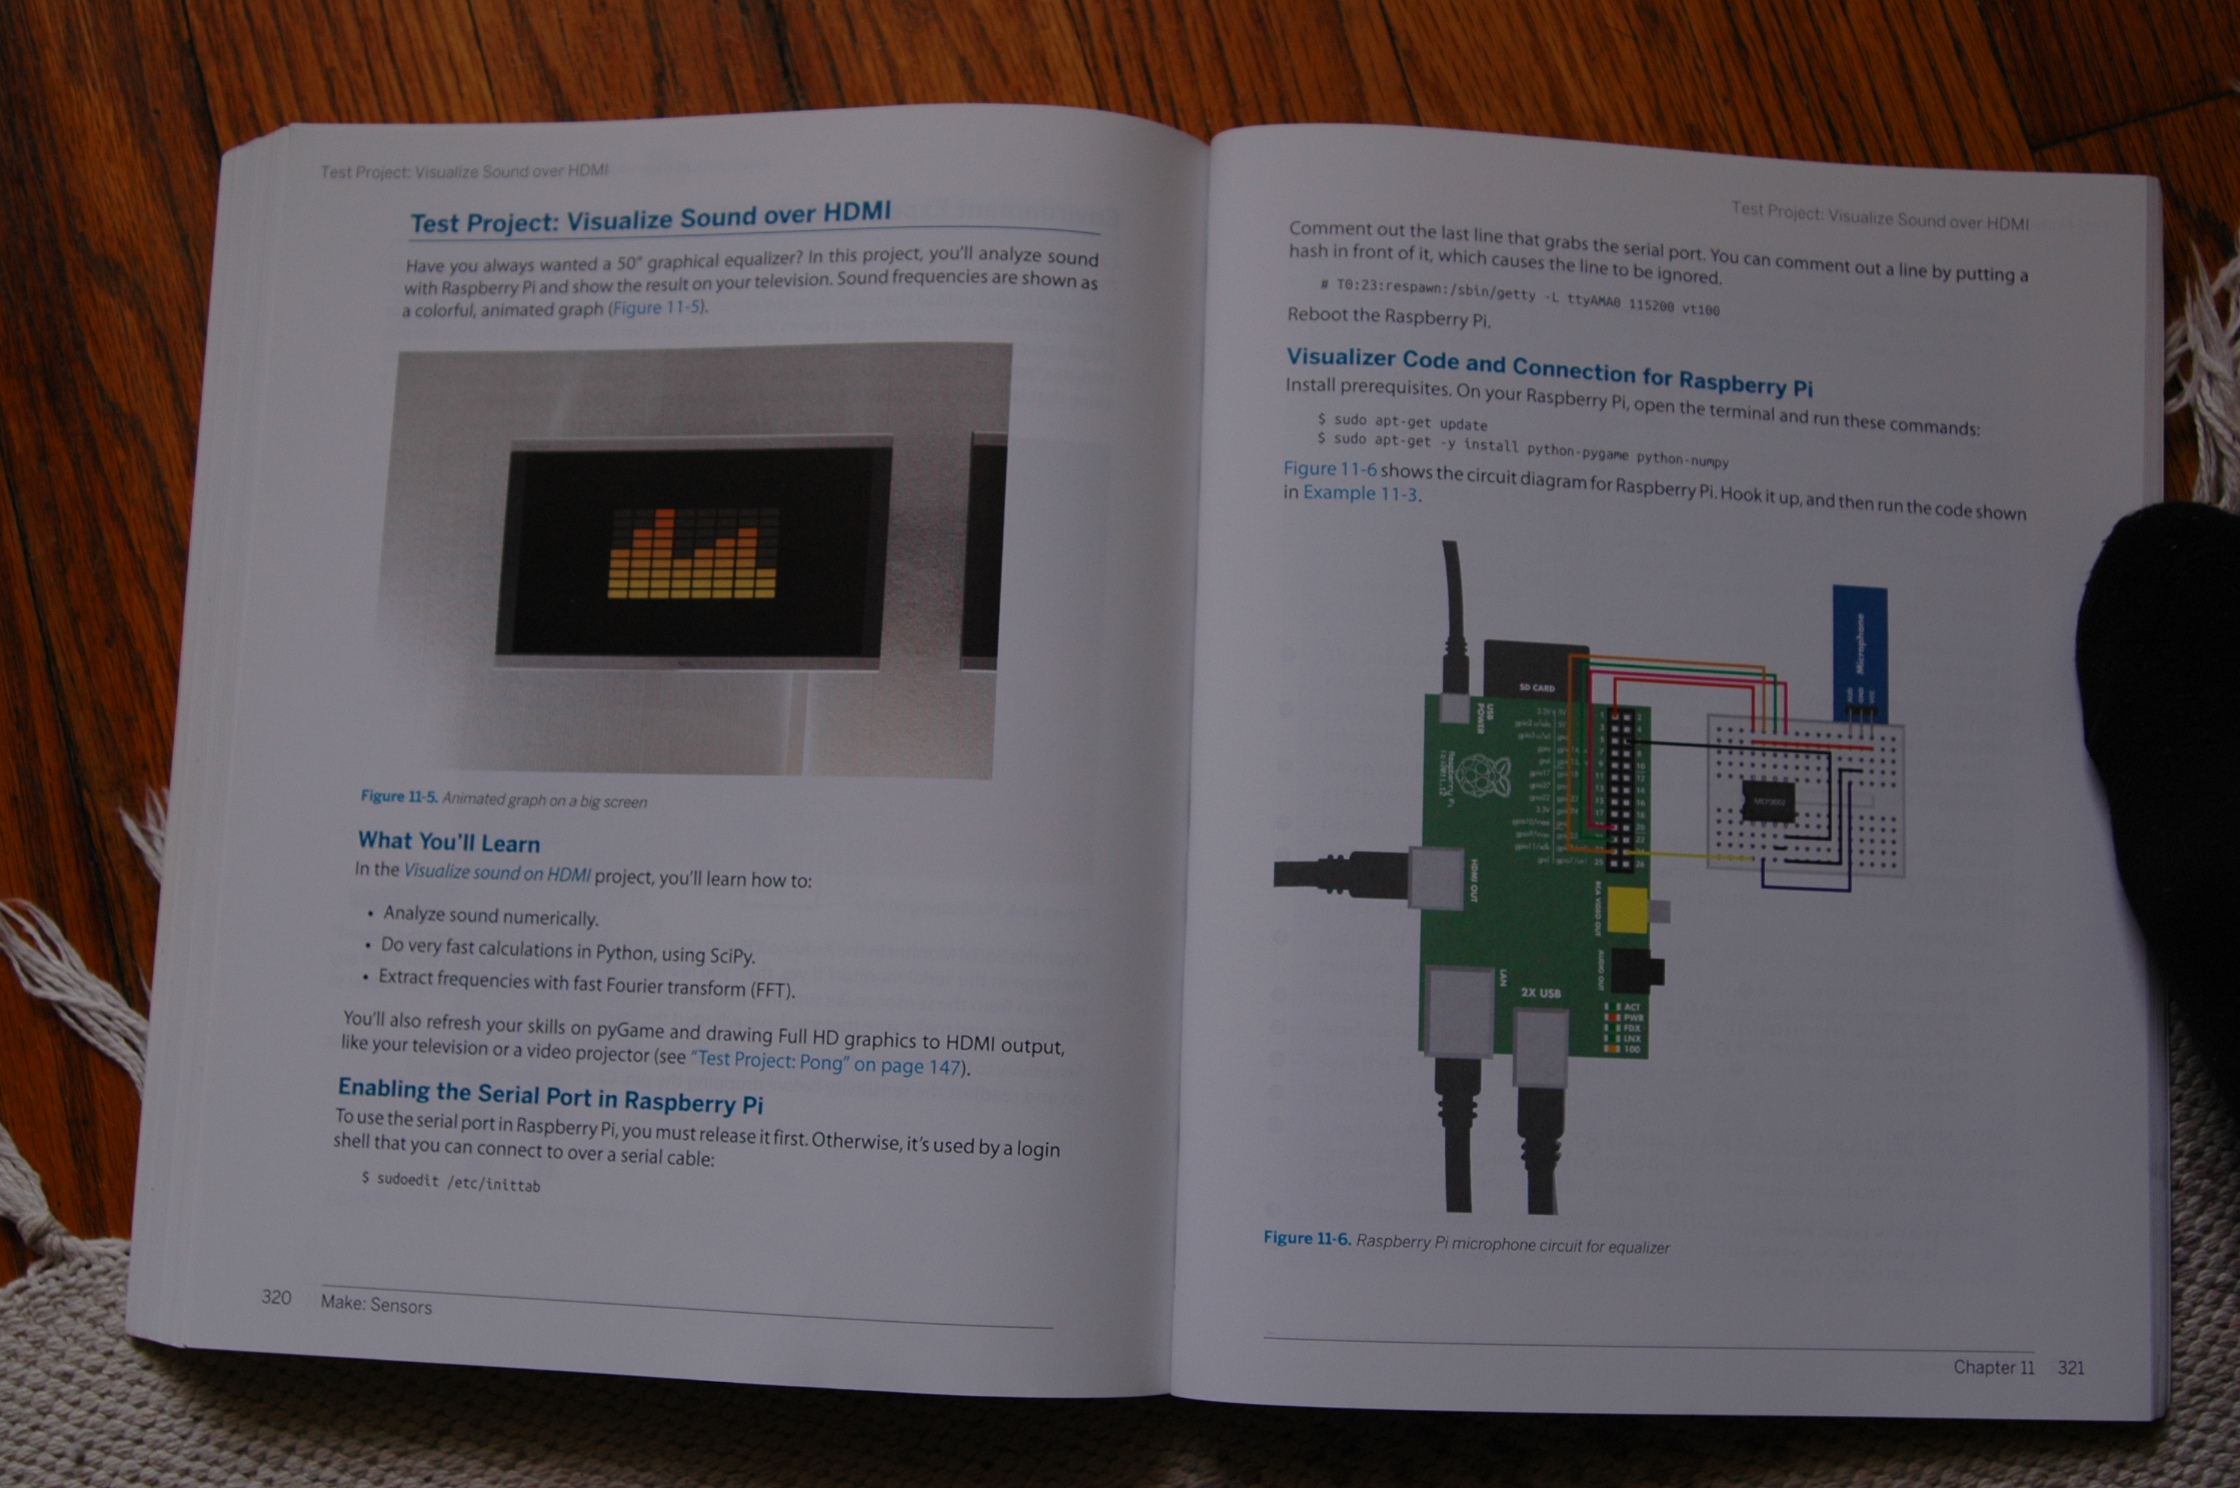 Test Project: Visualize Sound over HDMI
Test Project: Visualize Sound over HDMI
Have you always wanted a 50" graphical equalizer? In this project, you'll analyze sound
with Raspberry Pi and show the result on your television. Sound frequencies are shown as
a colorful, animated graph (Figure 11-5).
Figure 11-5. Animated graph on a big screen
What You'll Learn
In the Visualize sound on HDMI project, you'll learn how to:
• Analyze sound numerically.
• Do very fast calculations in Python, using SciPy.
• Extract frequencies with fast Fourier transform (FFT).
You'll also refresh your skills on pyGame and drawing Full HD graphics to HDMI output,
like your television or a video projector (see "Test Project: Pong" on page 147).
Enabling the Serial Port in Raspberry Pi
To use the serial port in Raspberry Pi, you must release it first. Otherwise, it's used by a login
shell that you can connect to over a serial cable:
$ sudoedit /etc/inittab
320 Make: Sensors
Test Project: Visualize Sound over HDMI
Comment out the last line that grabs the serial port. You can comment out a line by putting a
hash in front of it, which causes the line to be ignored.
# T0:23:respawn:/sbin/getty -L ttyAMA0 115200 vt100
Reboot the Raspberry Pi.
Visualizer Code and Connection for Raspberry Pi
Install prerequisites. On your Raspberry Pi, open the terminal and run these commands:
$ sudo apt-get update
$ sudo apt-get -y install python-pygame python-numpy
Figure 11-6 shows the circuit diagram for Raspberry Pi. Hook it up, and then run the code shown
in Example 11-3.
Microphone
SD CARD
USB
POWER
Raspberry Pi
HDMI OUT
RCA VIDEO OUT
AUDIO OUT
LAN
2X USB
ACT
PWR
FDX
LNX
100
Figure 11-6. Raspberry Pi microphone circuit for equalizer
Chapter 11 321